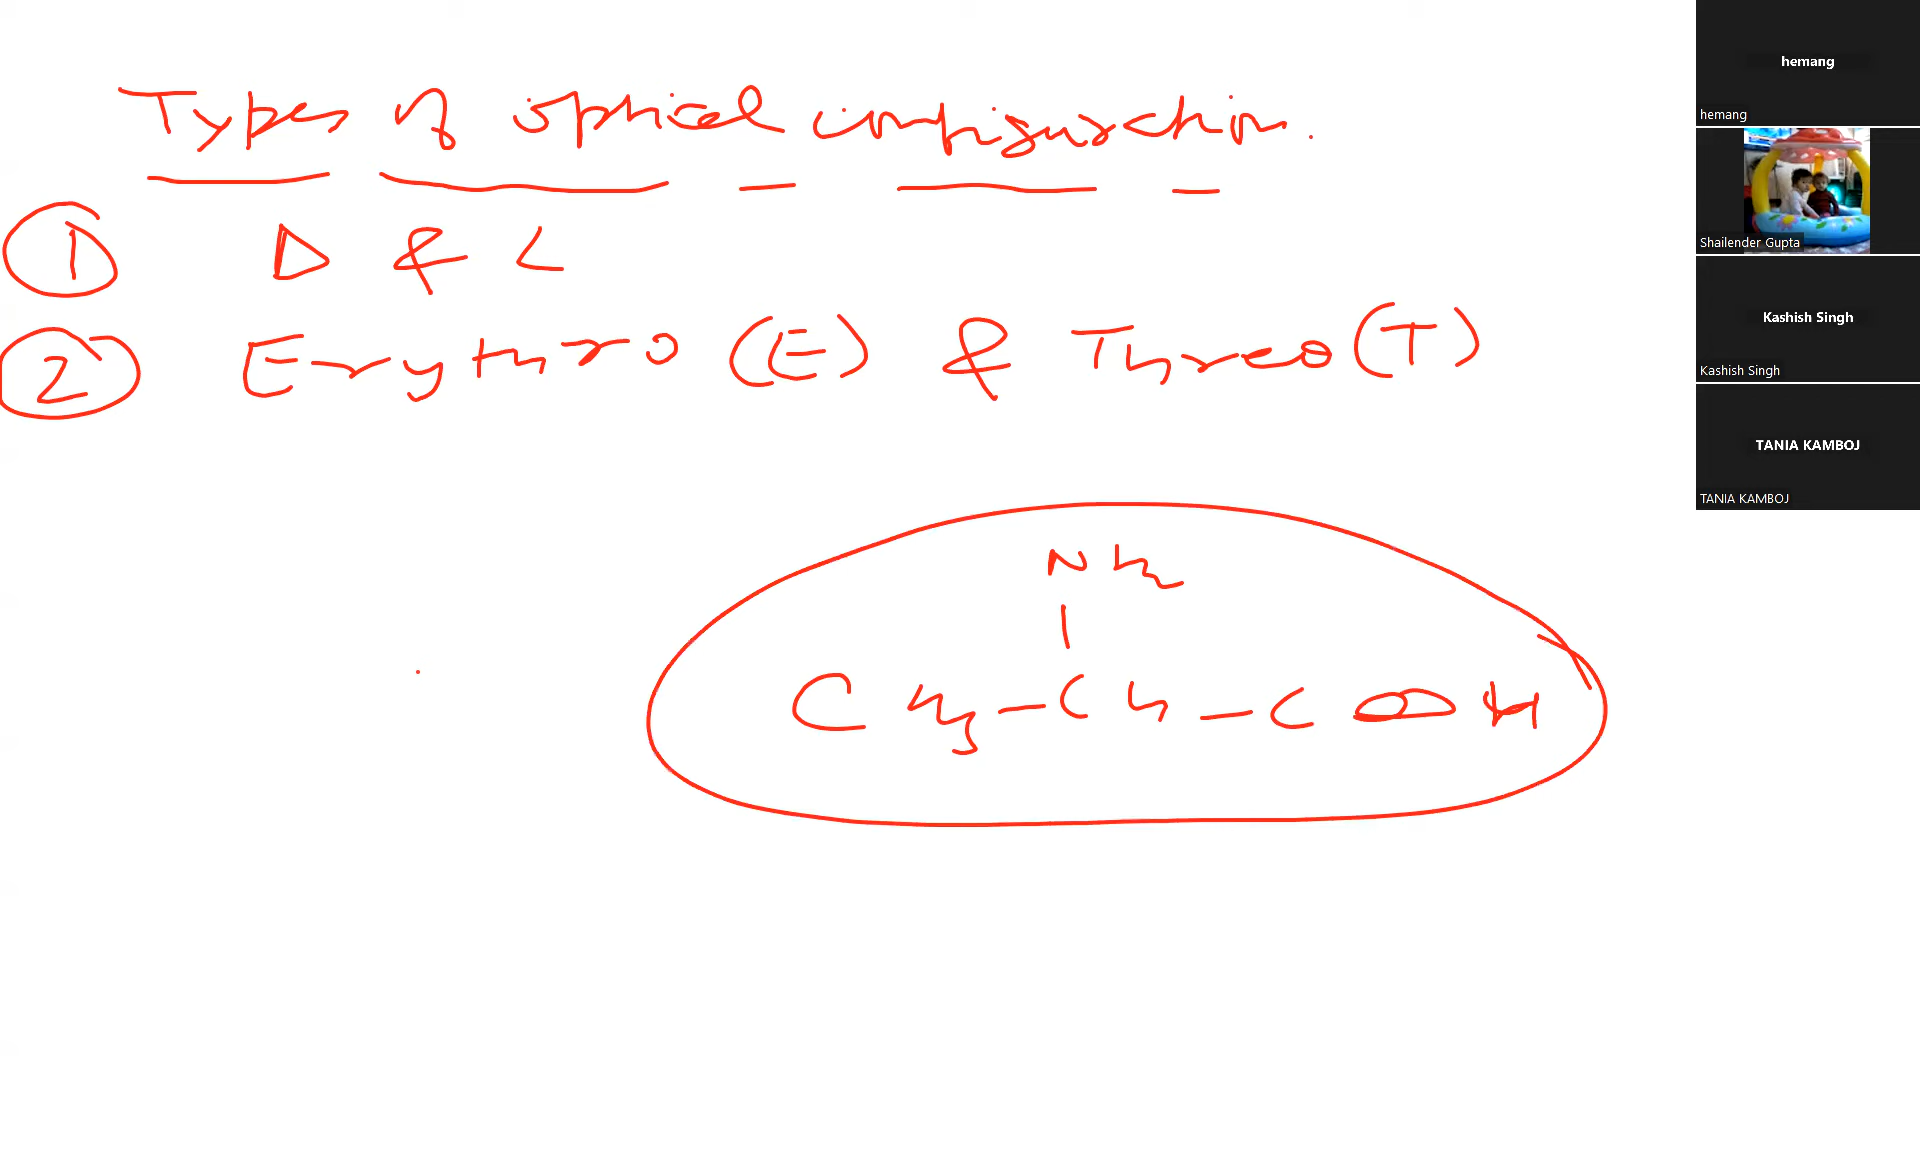 Types of optical configuration.
1 D & L
2 Erythro (E) & Threo (T)
NH2
|
CH3-CH-COOH
hemang
hemang
Shailender Gupta
Kashish Singh
Kashish Singh
TANIA KAMBOJ
TANIA KAMBOJ